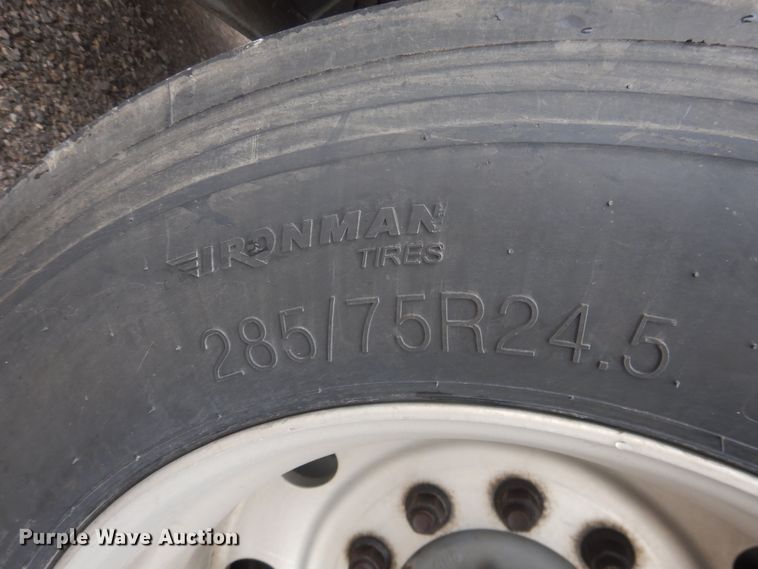 IRONMAN
TIRES
285/75R24.5
Purple Wave Auction